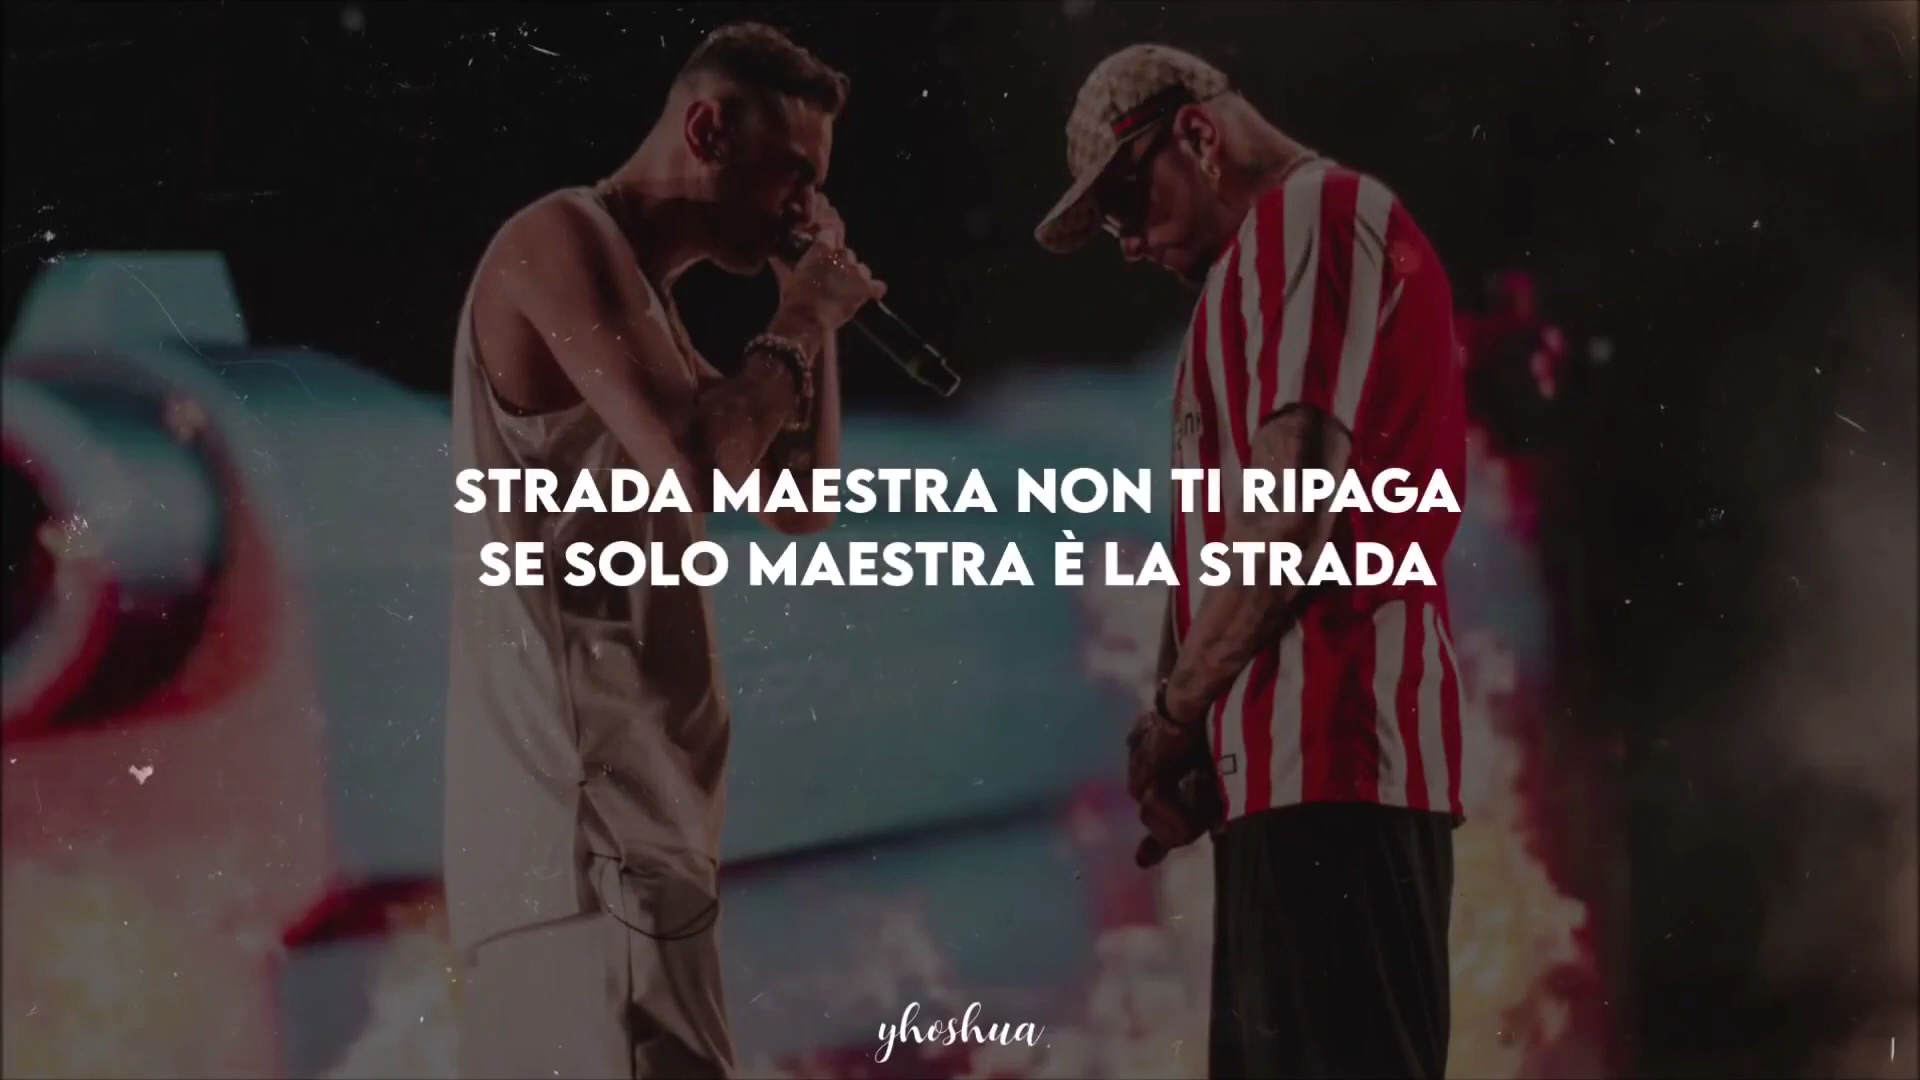 STRADA MAESTRA NON TI RIPAGA
SE SOLO MAESTRA È LA STRADA
yhoshua